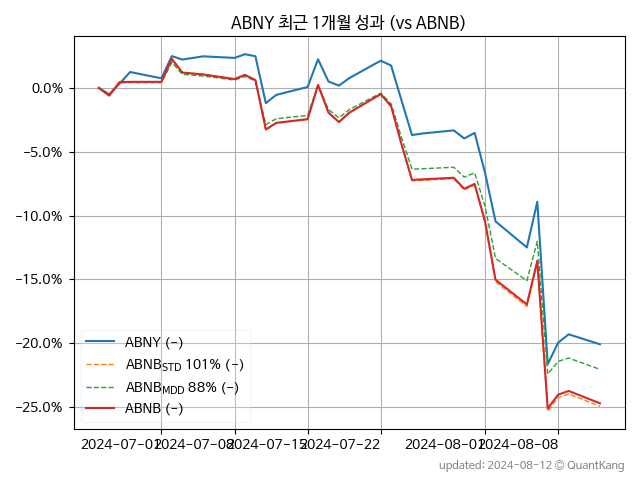 ABNY 최근 1개월 성과 (vs ABNB)
0.0%
−5.0%
−10.0%
−15.0%
−20.0%
−25.0%
ABNY (-)
ABNB_STD 101% (-)
ABNB_MDD 88% (-)
ABNB (-)
2024-07-01 2024-07-08 2024-07-15 2024-07-22 2024-08-01 2024-08-08
updated: 2024-08-12 © QuantKang